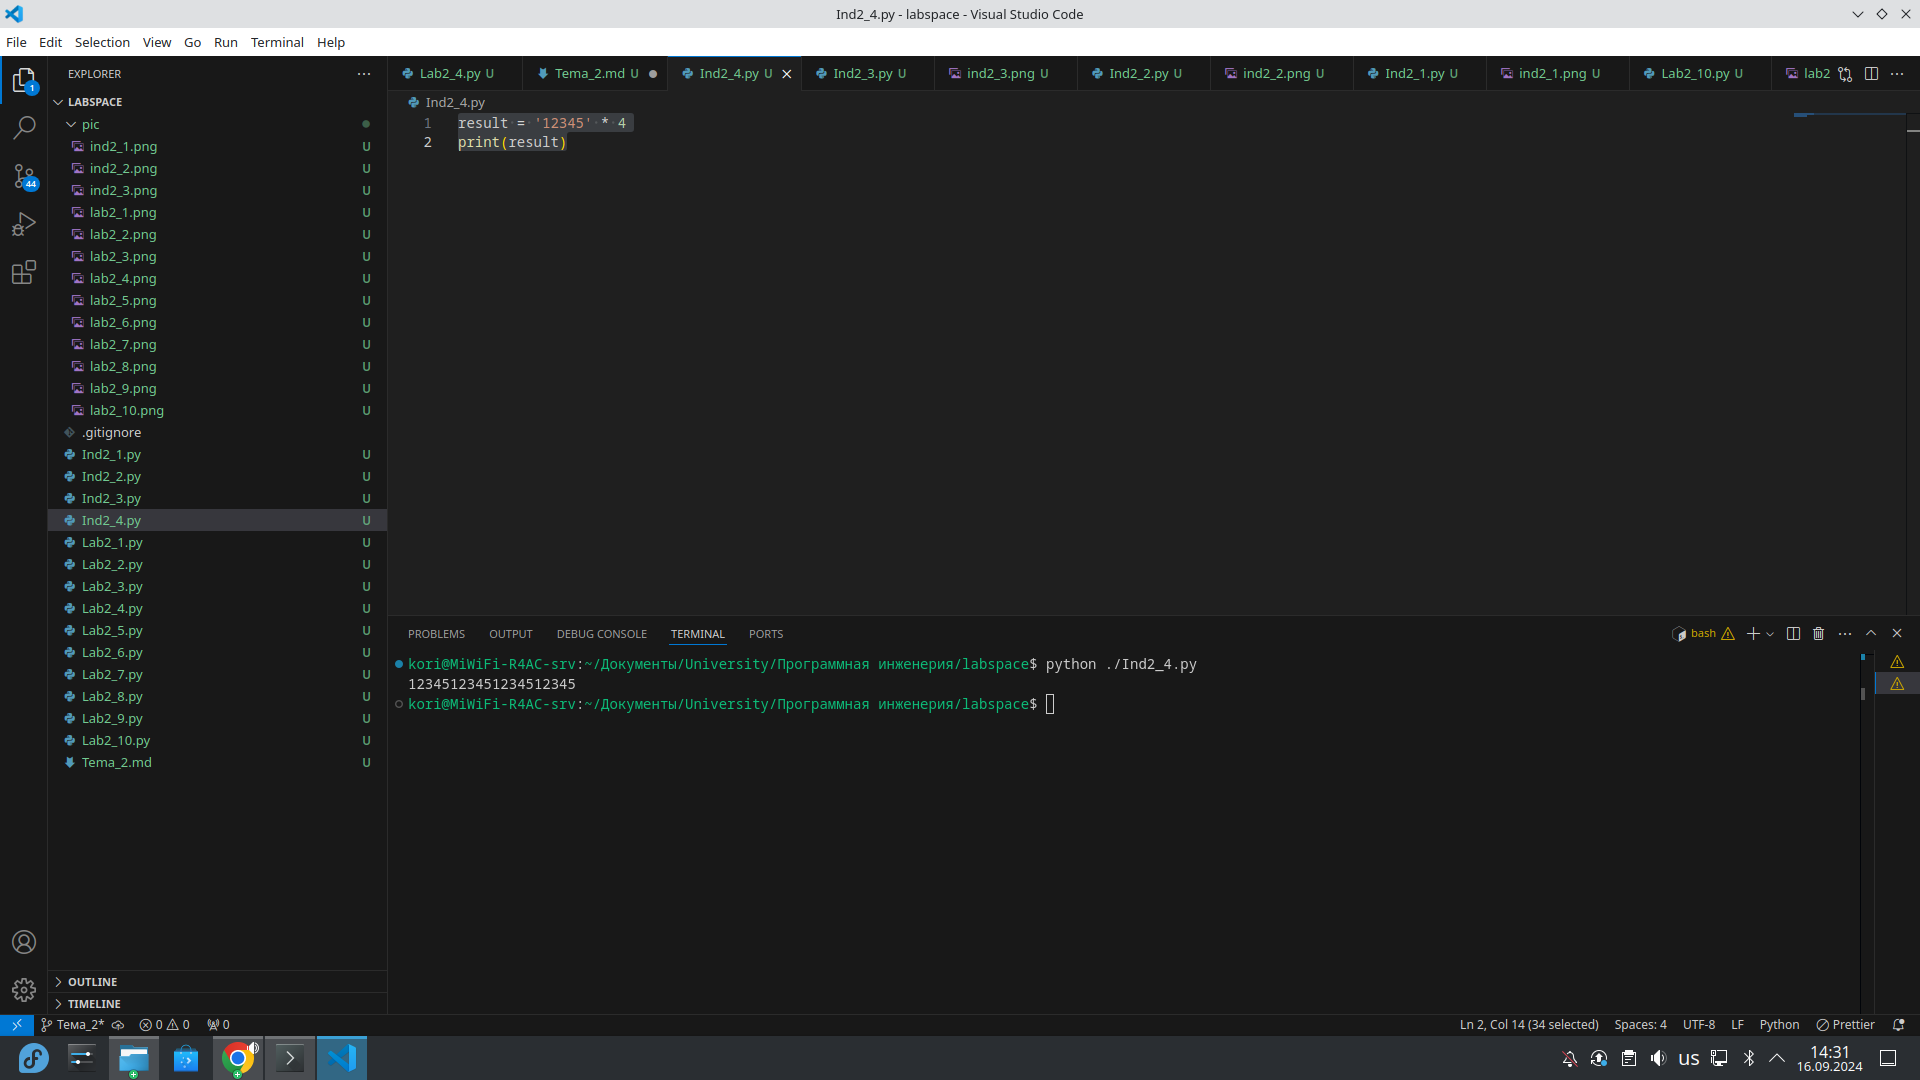 Ind2_4.py - labspace - Visual Studio Code
File Edit Selection View Go Run Terminal Help
EXPLORER
LABSPACE
pic
ind2_1.png U
ind2_2.png U
ind2_3.png U
lab2_1.png U
lab2_2.png U
lab2_3.png U
lab2_4.png U
lab2_5.png U
lab2_6.png U
lab2_7.png U
lab2_8.png U
lab2_9.png U
lab2_10.png U
.gitignore
Ind2_1.py U
Ind2_2.py U
Ind2_3.py U
Ind2_4.py U
Lab2_1.py U
Lab2_2.py U
Lab2_3.py U
Lab2_4.py U
Lab2_5.py U
Lab2_6.py U
Lab2_7.py U
Lab2_8.py U
Lab2_9.py U
Lab2_10.py U
Tema_2.md U
OUTLINE
TIMELINE
1
44
Lab2_4.py U Tema_2.md U Ind2_4.py U Ind2_3.py U ind2_3.png U Ind2_2.py U ind2_2.png U Ind2_1.py U ind2_1.png U Lab2_10.py U lab2
Ind2_4.py
1 result = '12345' * 4
2 print(result)
PROBLEMS OUTPUT DEBUG CONSOLE TERMINAL PORTS
bash
kori@MiWiFi-R4AC-srv:~/Документы/University/Программная инженерия/labspace$ python ./Ind2_4.py
12345123451234512345
kori@MiWiFi-R4AC-srv:~/Документы/University/Программная инженерия/labspace$
Тема_2* 0 0 0
Ln 2, Col 14 (34 selected) Spaces: 4 UTF-8 LF Python Prettier
us
14:31
16.09.2024